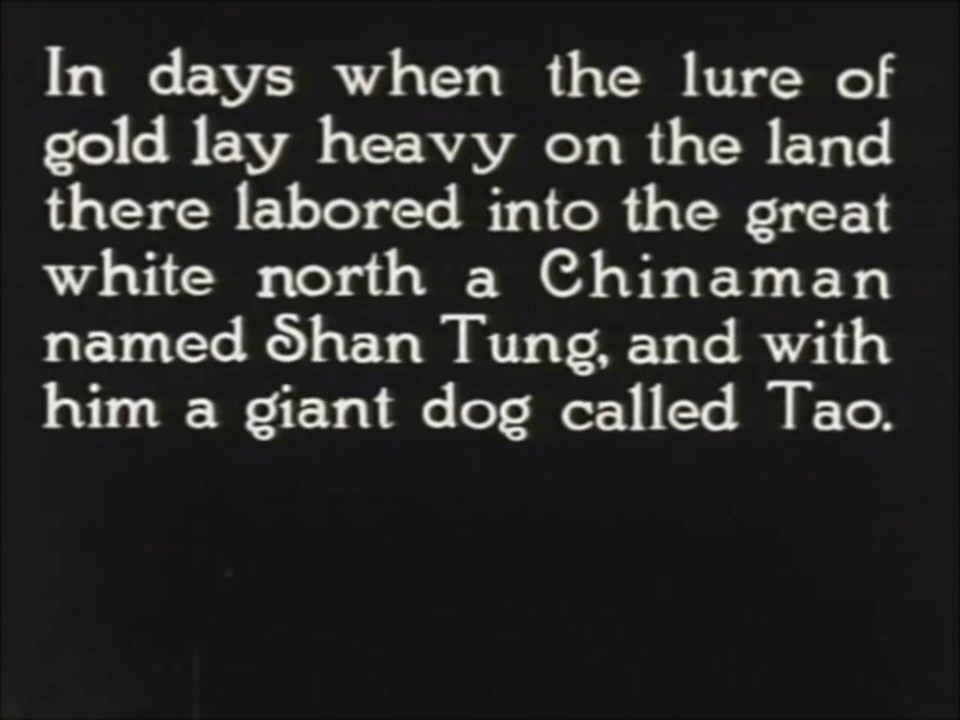 In days when the lure of
gold lay heavy on the land
there labored into the great
white north a Chinaman
named Shan Tung, and with
him a giant dog called Tao.